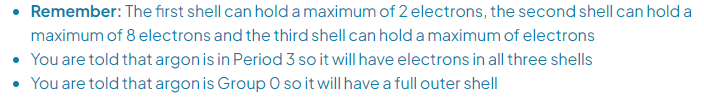 • Remember: The first shell can hold a maximum of 2 electrons, the second shell can hold a
maximum of 8 electrons and the third shell can hold a maximum of electrons
• You are told that argon is in Period 3 so it will have electrons in all three shells
• You are told that argon is Group 0 so it will have a full outer shell